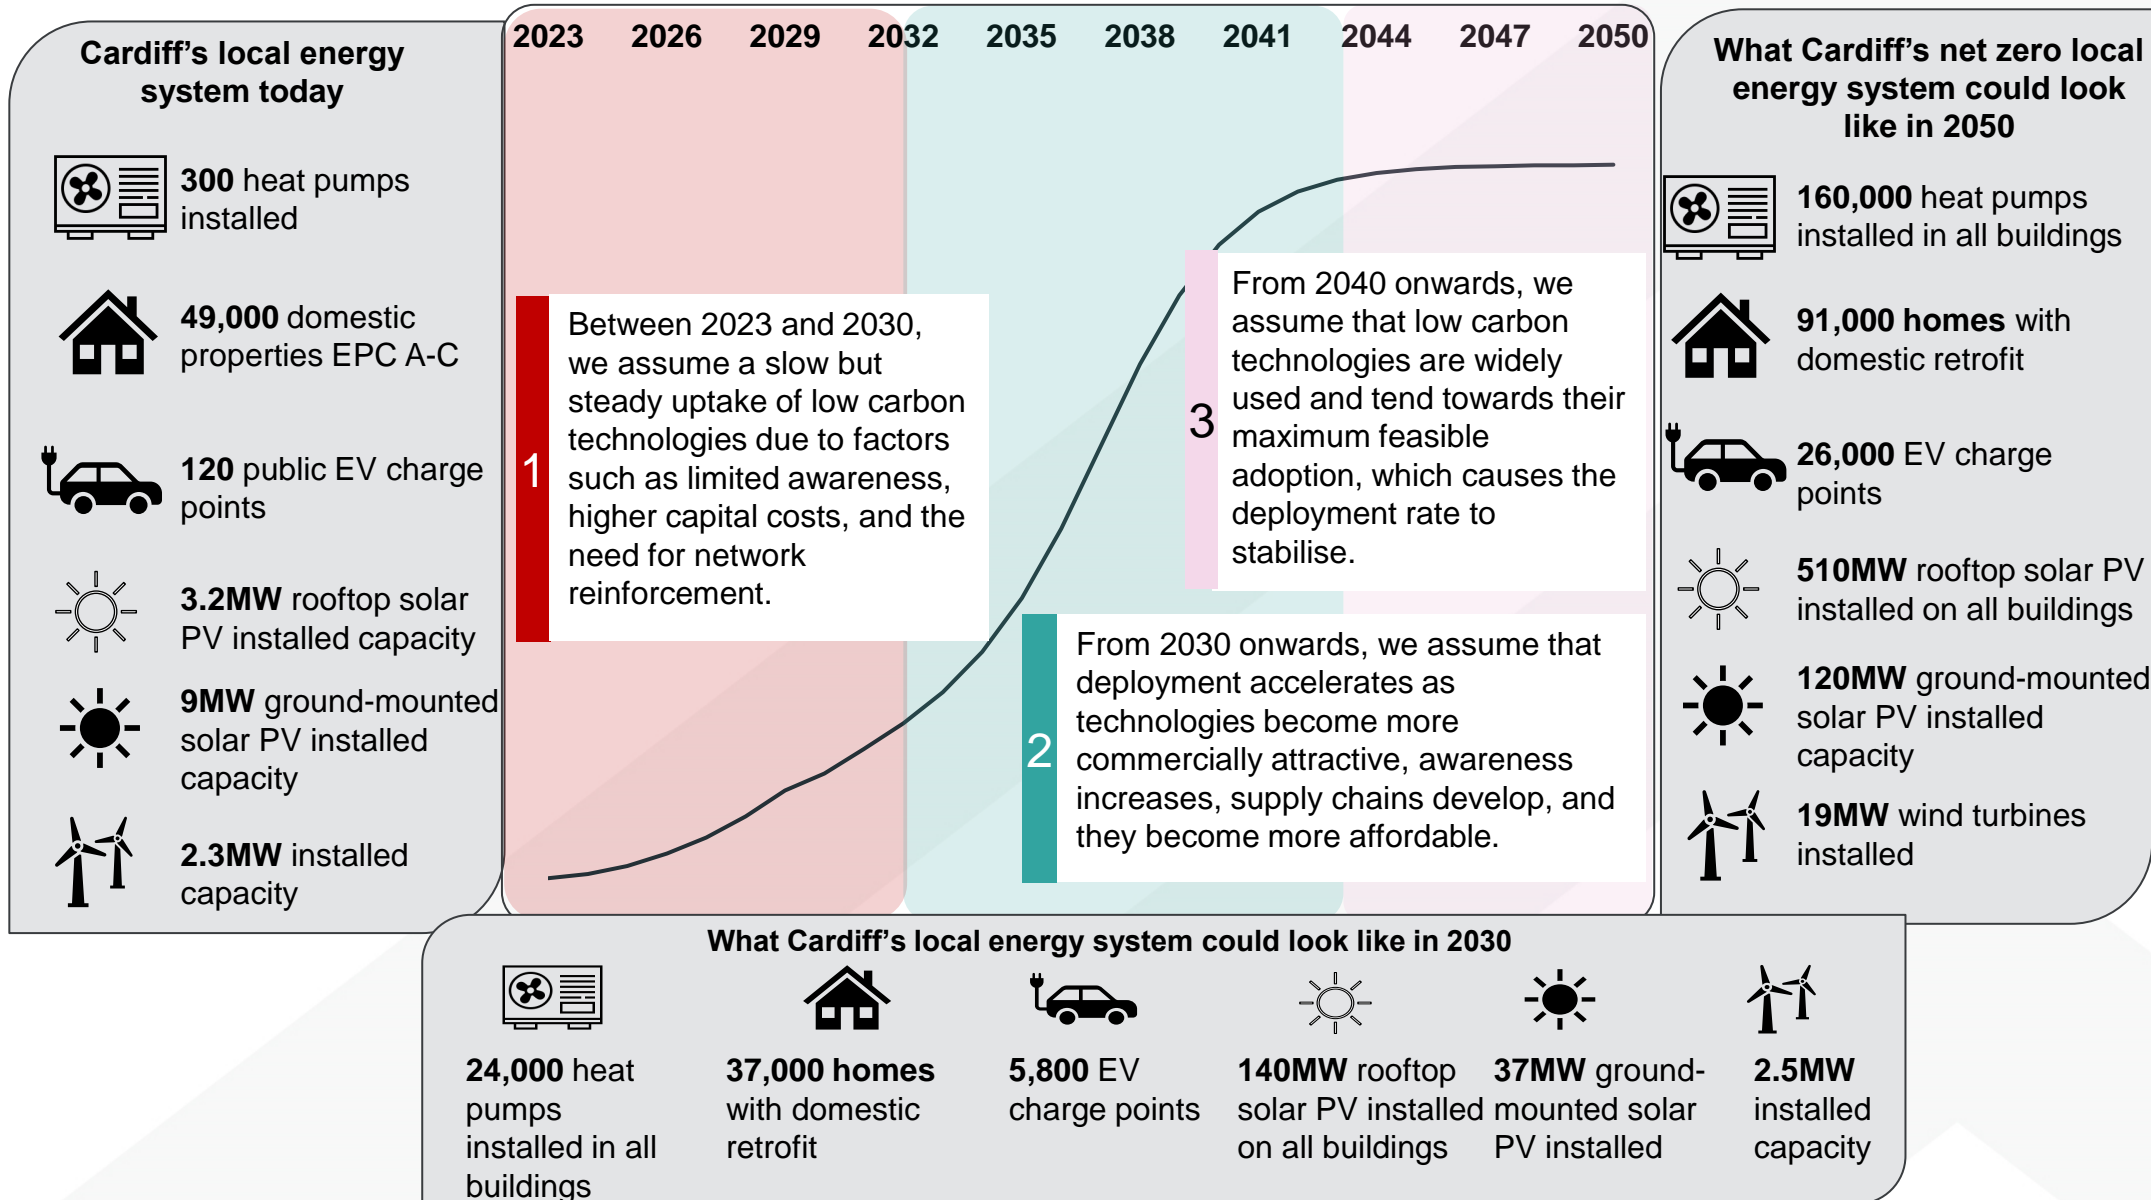 Cardiff’s local energy
system today
300 heat pumps
installed
49,000 domestic
properties EPC A-C
120 public EV charge
points
3.2MW rooftop solar
PV installed capacity
9MW ground-mounted
solar PV installed
capacity
2.3MW installed
capacity
2023 2026 2029 2032 2035 2038 2041 2044 2047 2050
1
Between 2023 and 2030,
we assume a slow but
steady uptake of low carbon
technologies due to factors
such as limited awareness,
higher capital costs, and the
need for network
reinforcement.
3
From 2040 onwards, we
assume that low carbon
technologies are widely
used and tend towards their
maximum feasible
adoption, which causes the
deployment rate to
stabilise.
2
From 2030 onwards, we assume that
deployment accelerates as
technologies become more
commercially attractive, awareness
increases, supply chains develop, and
they become more affordable.
What Cardiff’s net zero local
energy system could look
like in 2050
160,000 heat pumps
installed in all buildings
91,000 homes with
domestic retrofit
26,000 EV charge
points
510MW rooftop solar PV
installed on all buildings
120MW ground-mounted
solar PV installed
capacity
19MW wind turbines
installed
What Cardiff’s local energy system could look like in 2030
24,000 heat
pumps
installed in all
buildings
37,000 homes
with domestic
retrofit
5,800 EV
charge points
140MW rooftop
solar PV installed
on all buildings
37MW ground-
mounted solar
PV installed
2.5MW
installed
capacity